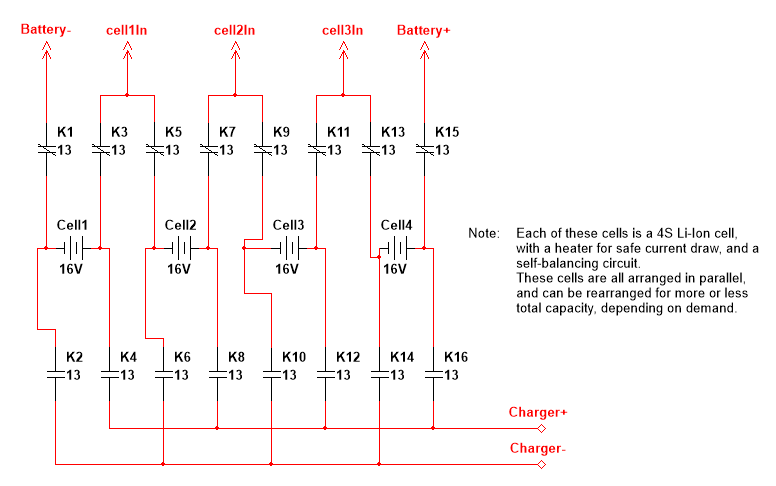 Battery- cell1In cell2In cell3In Battery+
K1 K3 K5 K7 K9 K11 K13 K15
13 13 13 13 13 13 13 13
Cell1 Cell2 Cell3 Cell4
16V 16V 16V 16V
Note: Each of these cells is a 4S Li-Ion cell,
with a heater for safe current draw, and a
self-balancing circuit.
These cells are all arranged in parallel,
and can be rearranged for more or less
total capacity, depending on demand.
K2 K4 K6 K8 K10 K12 K14 K16
13 13 13 13 13 13 13 13
Charger+
Charger-